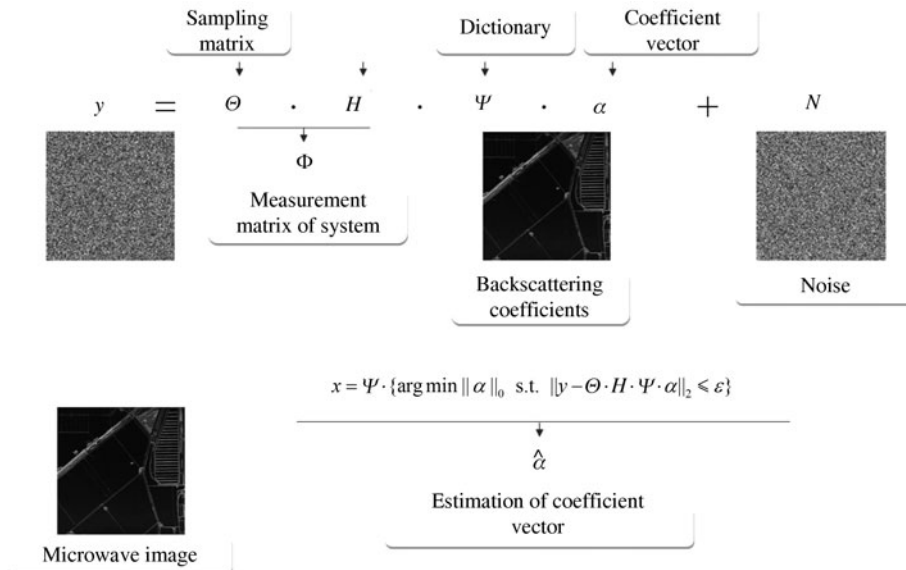 Sampling
matrix
Dictionary
Coefficient
vector
y = Θ · H · Ψ · α + N
Φ
Measurement
matrix of system
Backscattering
coefficients
Noise
x = Ψ · {arg min || α ||₀ s.t. ||y − Θ · H · Ψ · α||₂ ⩽ ε}
α̂
Estimation of coefficient
vector
Microwave image